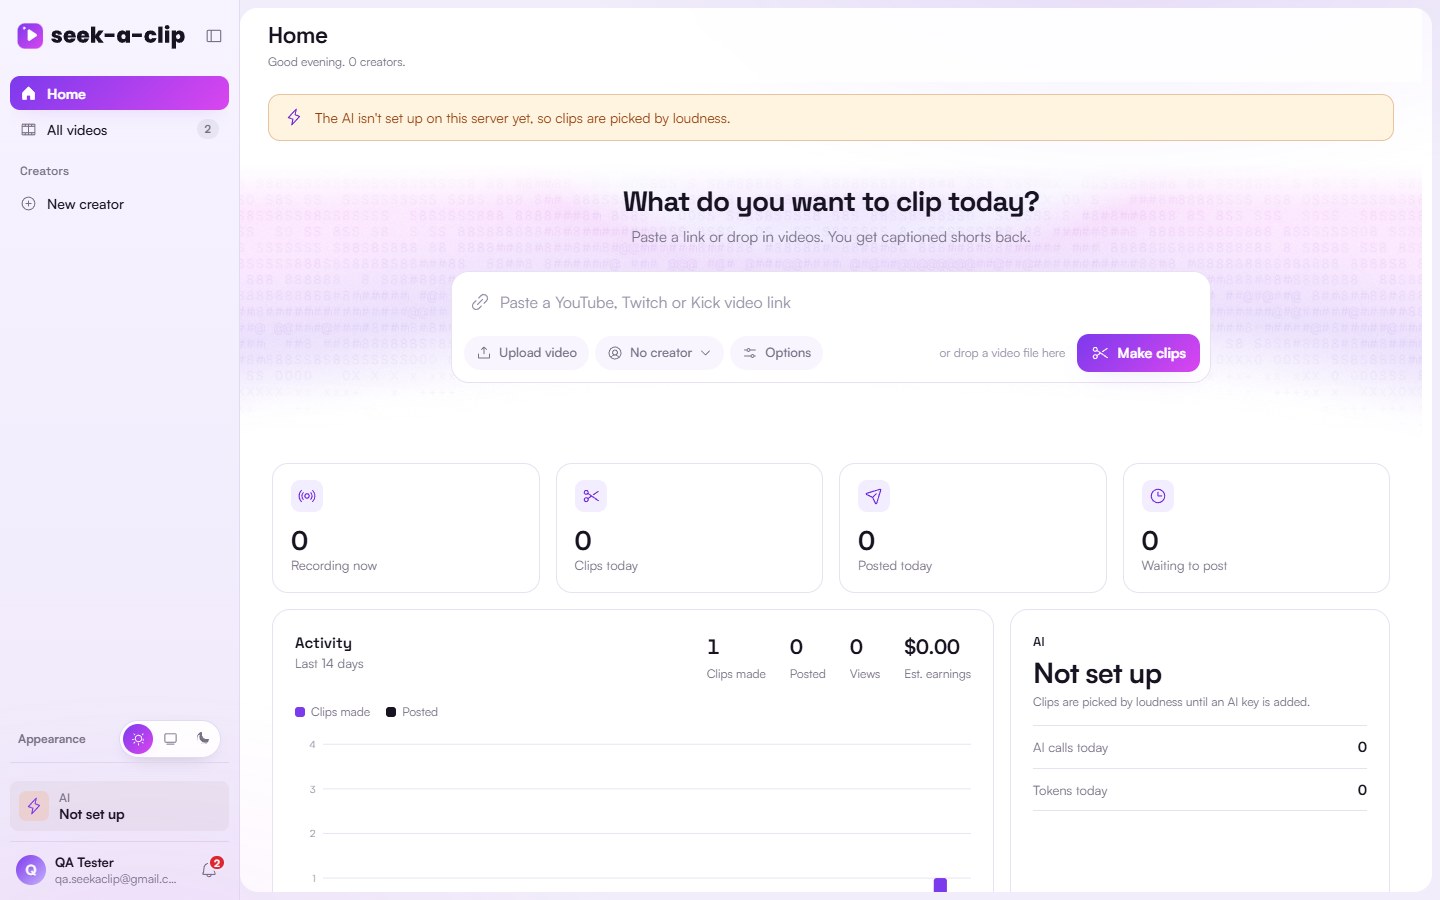 seek-a-clip
Home
All videos
2
Creators
New creator
Appearance
AI
Not set up
Q
QA Tester
qa.seekaclip@gmail.c...
2
Home
Good evening. 0 creators.
The AI isn't set up on this server yet, so clips are picked by loudness.
What do you want to clip today?
Paste a link or drop in videos. You get captioned shorts back.
Paste a YouTube, Twitch or Kick video link
Upload video
No creator
Options
or drop a video file here
Make clips
0
Recording now
0
Clips today
0
Posted today
0
Waiting to post
Activity
Last 14 days
1
Clips made
0
Posted
0
Views
$0.00
Est. earnings
Clips made
Posted
4
3
2
1
AI
Not set up
Clips are picked by loudness until an AI key is added.
AI calls today 0
Tokens today 0